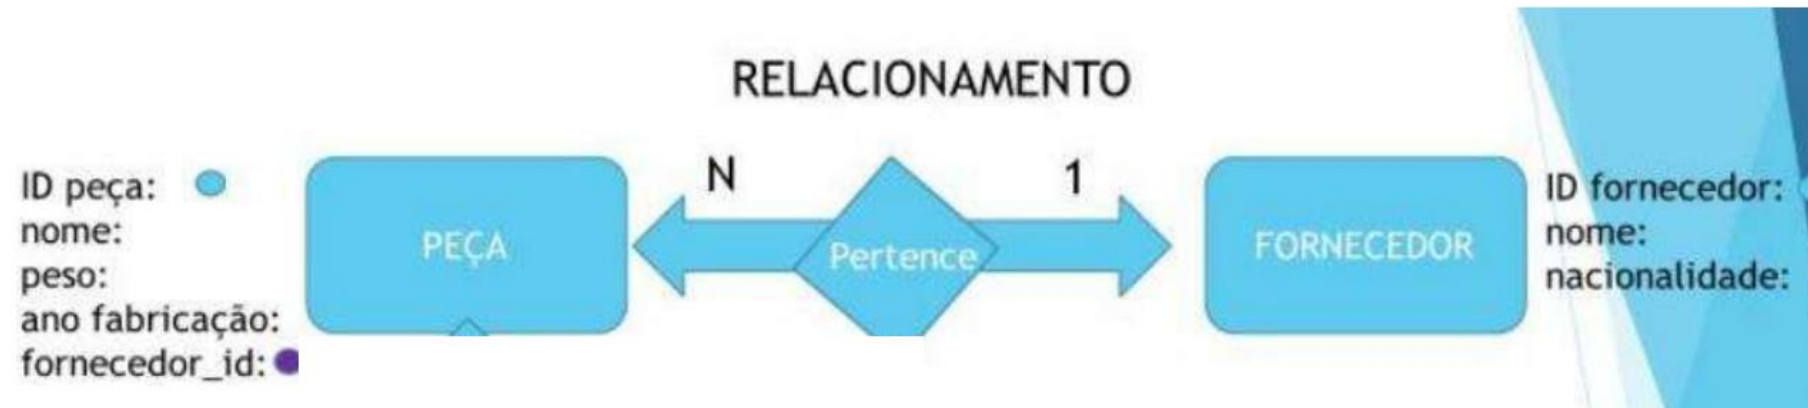 RELACIONAMENTO
ID peça:
nome:
peso:
ano fabricação:
fornecedor_id:
PEÇA
N
Pertence
1
FORNECEDOR
ID fornecedor:
nome:
nacionalidade: